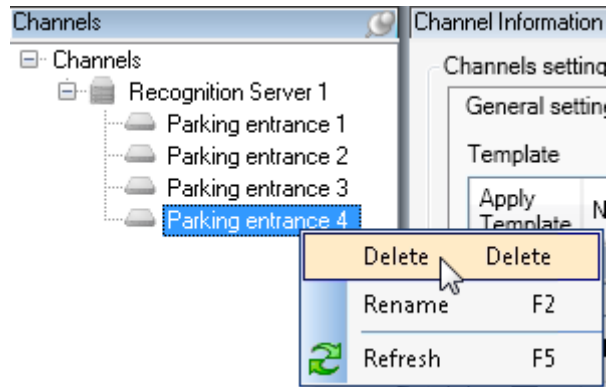 Channels
Channels
Recognition Server 1
Parking entrance 1
Parking entrance 2
Parking entrance 3
Parking entrance 4
Channel Information
Channels setting
General setting
Template
Apply
Template
Delete Delete
Rename F2
Refresh F5